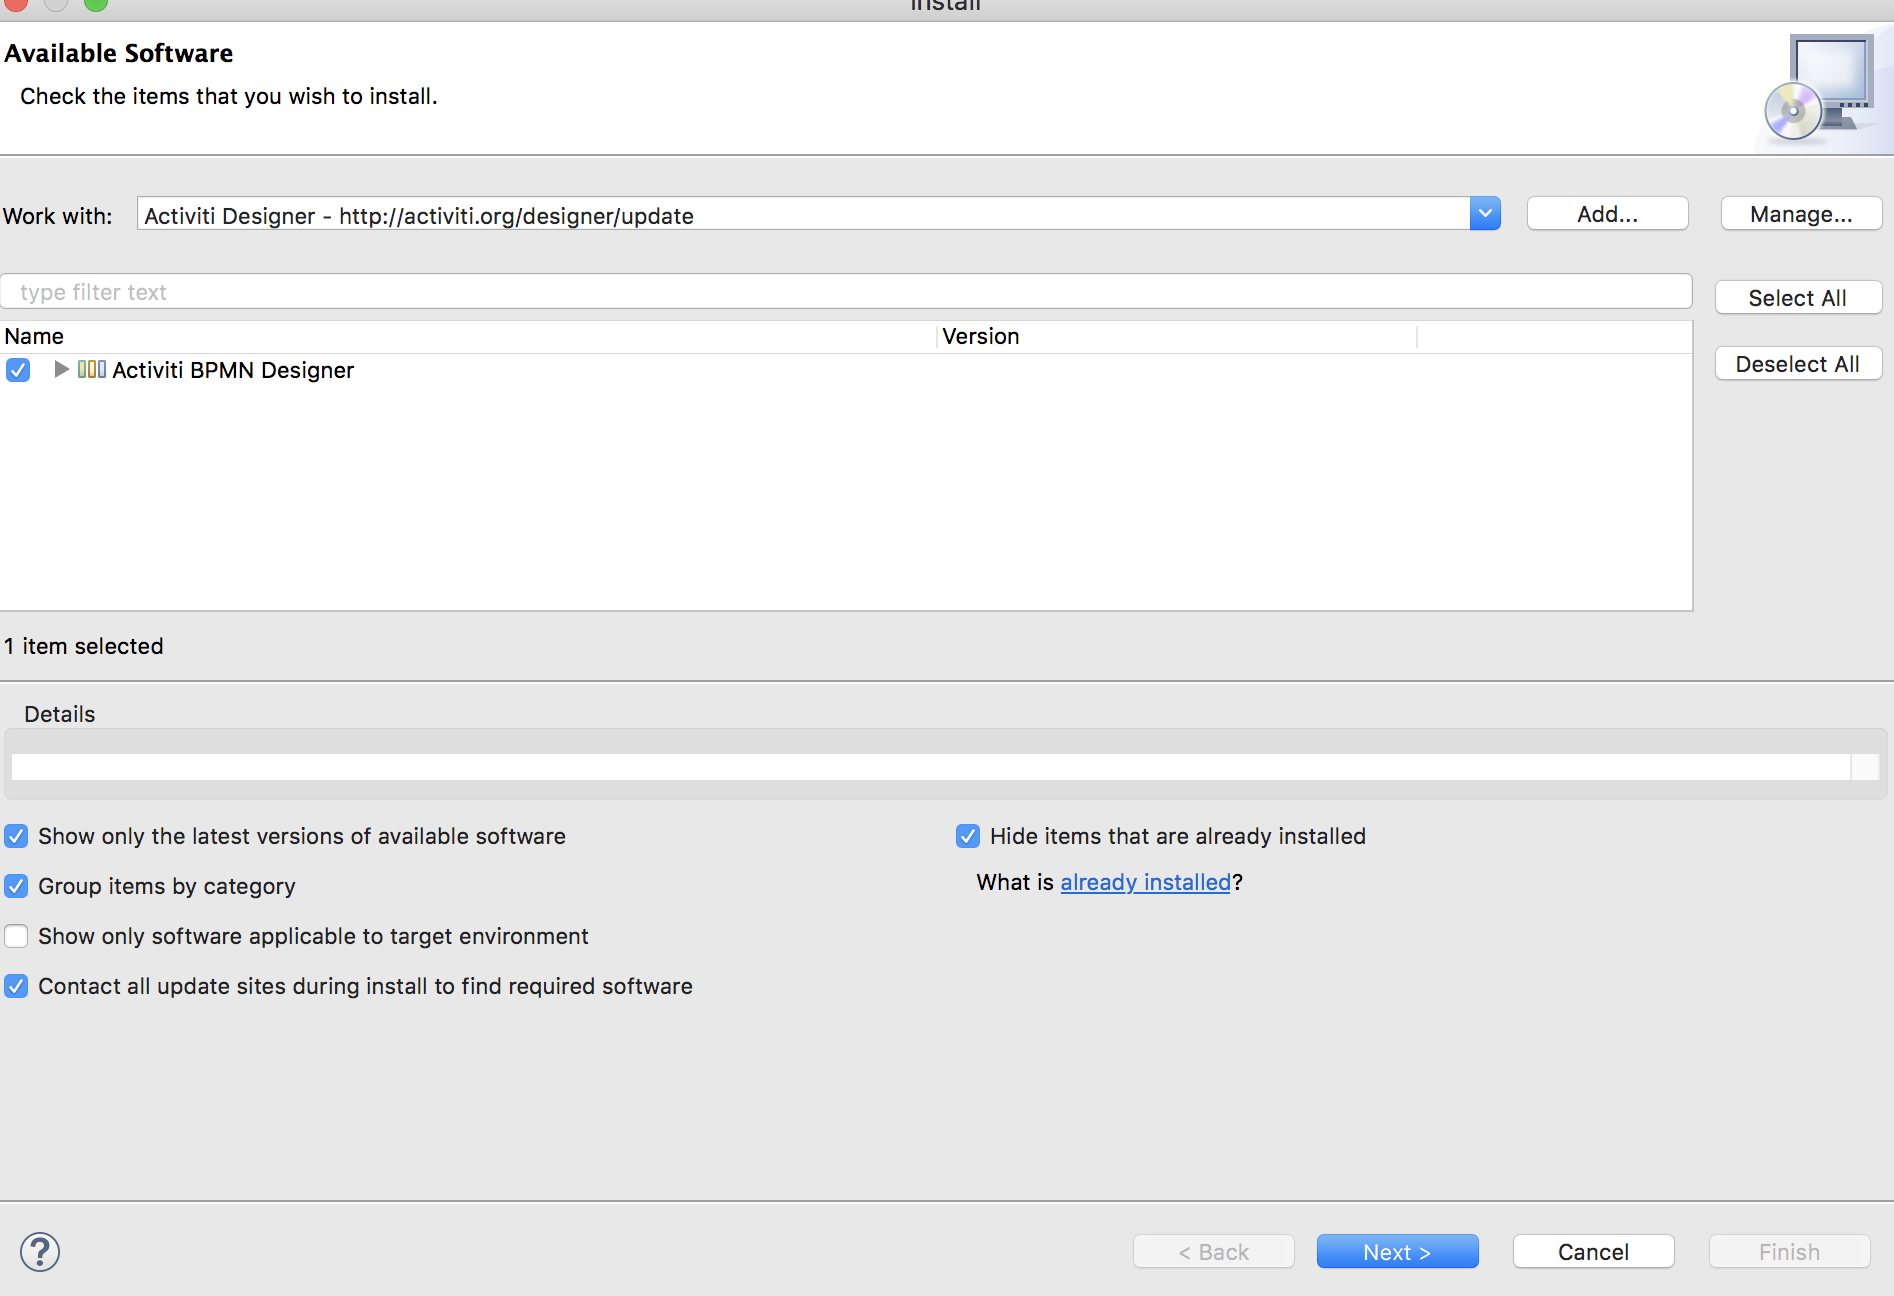 Install
Available Software
Check the items that you wish to install.
Work with: Activiti Designer - http://activiti.org/designer/update Add... Manage...
type filter text Select All
Name Version
Activiti BPMN Designer Deselect All
1 item selected
Details
Show only the latest versions of available software Hide items that are already installed
Group items by category What is already installed?
Show only software applicable to target environment
Contact all update sites during install to find required software
? < Back Next > Cancel Finish